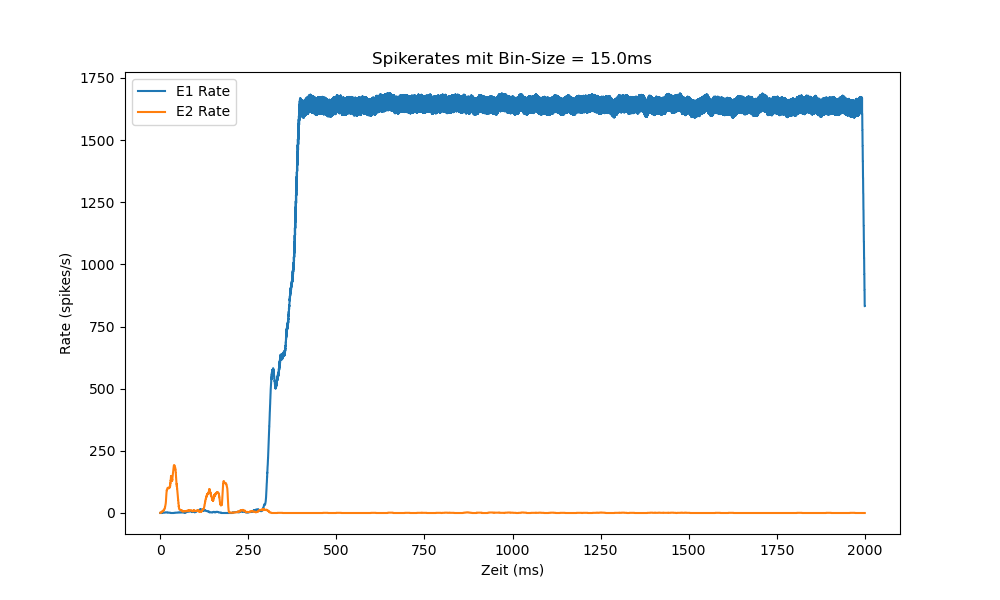 Spikerates mit Bin-Size = 15.0ms
E1 Rate
E2 Rate
Rate (spikes/s)
1750
1500
1250
1000
750
500
250
0
0 250 500 750 1000 1250 1500 1750 2000
Zeit (ms)